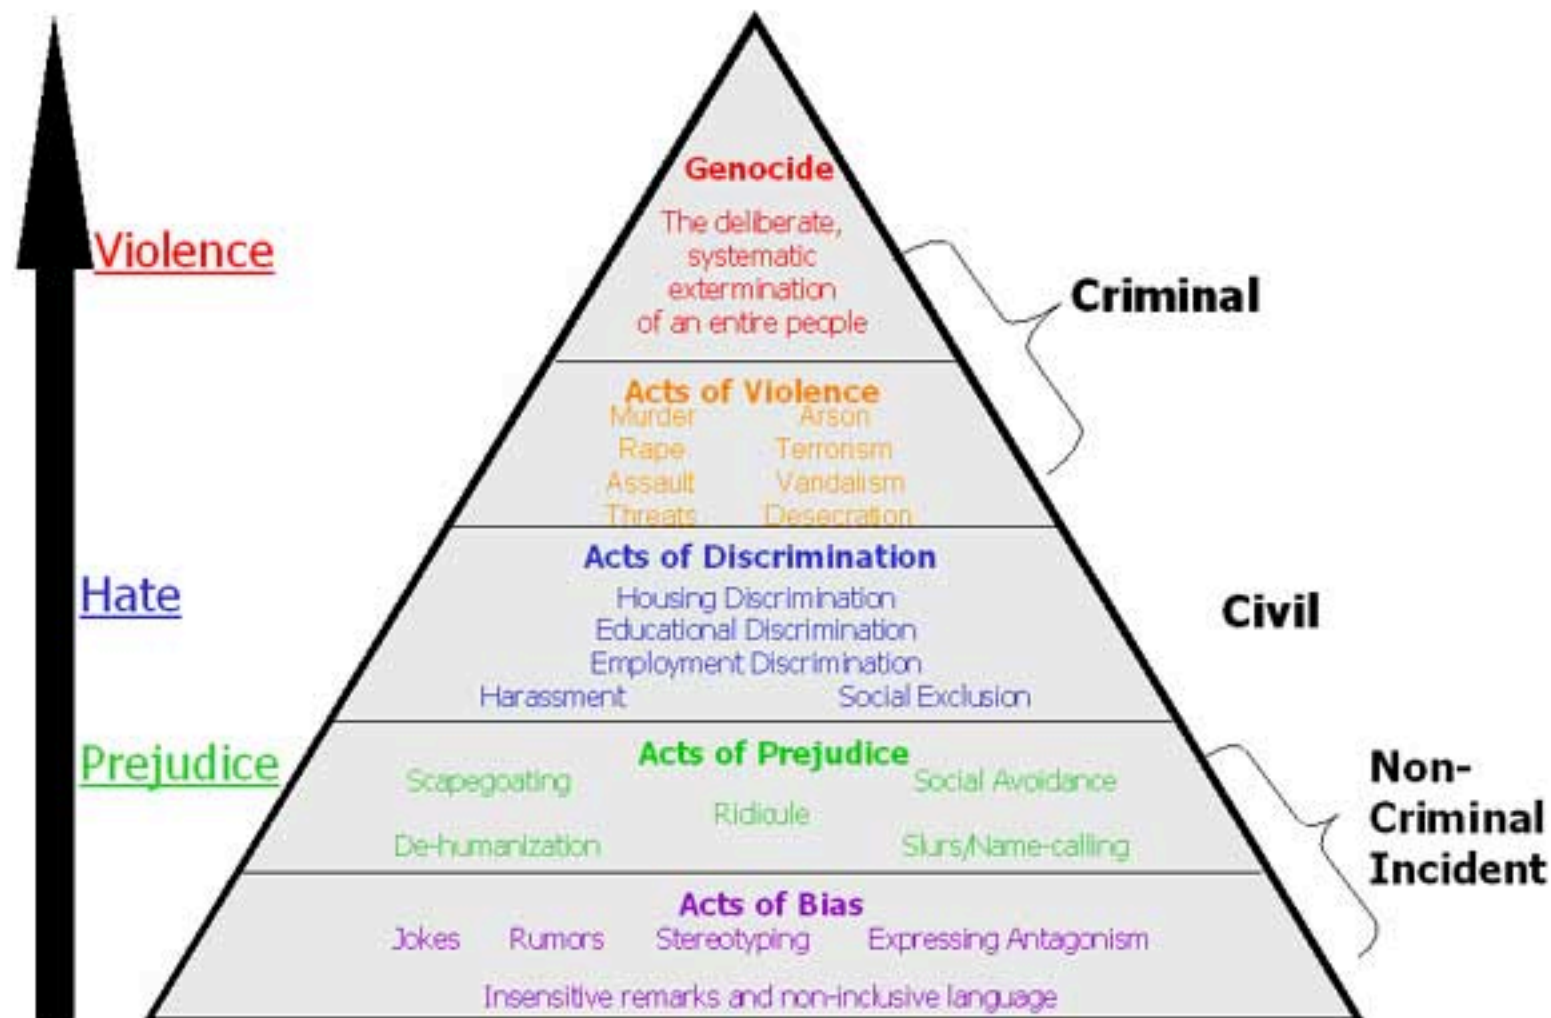 Genocide
The deliberate,
systematic
extermination
of an entire people
Violence
Criminal
Acts of Violence
Murder Arson
Rape Terrorism
Assault Vandalism
Threats Desecration
Acts of Discrimination
Housing Discrimination
Educational Discrimination
Employment Discrimination
Harassment Social Exclusion
Hate
Civil
Prejudice
Acts of Prejudice
Scapegoating Social Avoidance
Ridicule
De-humanization Slurs/Name-calling
Non-
Criminal
Incident
Acts of Bias
Jokes Rumors Stereotyping Expressing Antagonism
Insensitive remarks and non-inclusive language